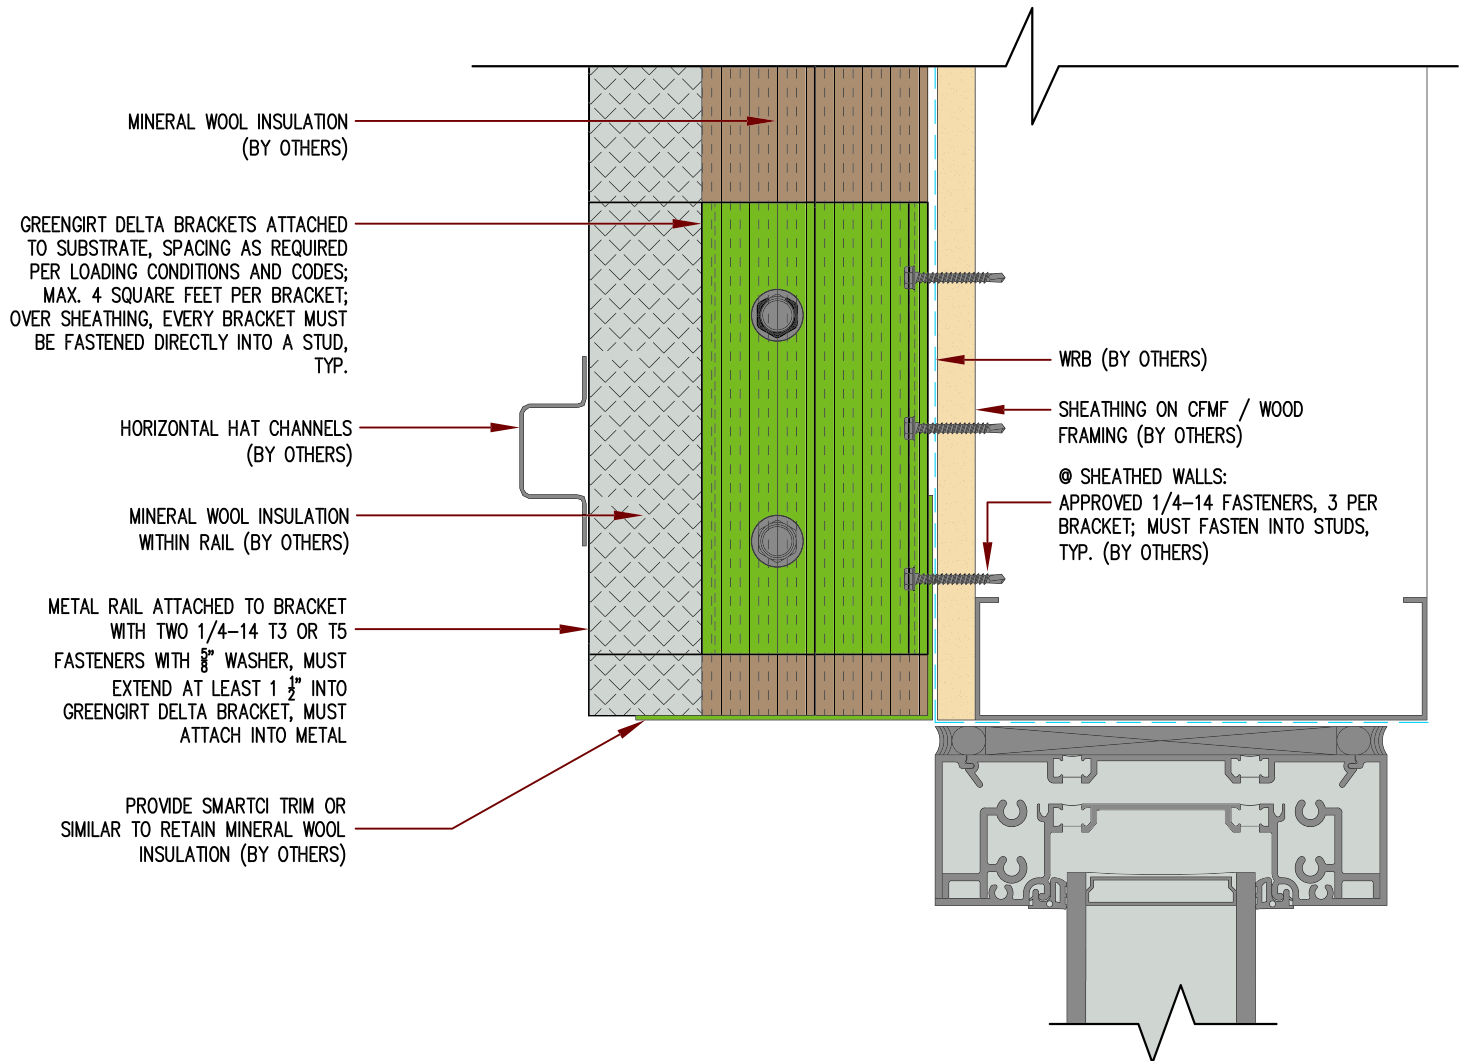 MINERAL WOOL INSULATION
(BY OTHERS)
GREENGIRT DELTA BRACKETS ATTACHED
TO SUBSTRATE, SPACING AS REQUIRED
PER LOADING CONDITIONS AND CODES;
MAX. 4 SQUARE FEET PER BRACKET;
OVER SHEATHING, EVERY BRACKET MUST
BE FASTENED DIRECTLY INTO A STUD,
TYP.
HORIZONTAL HAT CHANNELS
(BY OTHERS)
MINERAL WOOL INSULATION
WITHIN RAIL (BY OTHERS)
METAL RAIL ATTACHED TO BRACKET
WITH TWO 1/4-14 T3 OR T5
FASTENERS WITH 5/8" WASHER, MUST
EXTEND AT LEAST 1 1/2" INTO
GREENGIRT DELTA BRACKET, MUST
ATTACH INTO METAL
PROVIDE SMARTCI TRIM OR
SIMILAR TO RETAIN MINERAL WOOL
INSULATION (BY OTHERS)
WRB (BY OTHERS)
SHEATHING ON CFMF / WOOD
FRAMING (BY OTHERS)
@ SHEATHED WALLS:
APPROVED 1/4-14 FASTENERS, 3 PER
BRACKET; MUST FASTEN INTO STUDS,
TYP. (BY OTHERS)